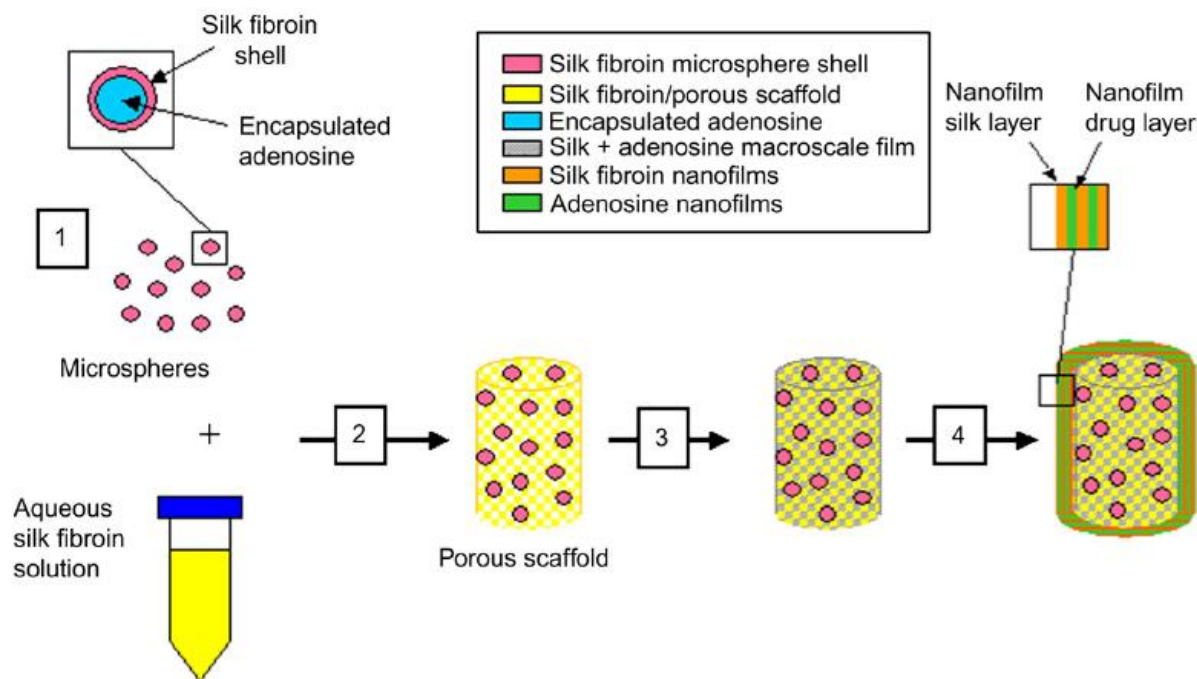 Silk fibroin
shell
Encapsulated
adenosine
1
Microspheres
+
Aqueous
silk fibroin
solution
2
Porous scaffold
3
4
Silk fibroin microsphere shell
Silk fibroin/porous scaffold
Encapsulated adenosine
Silk + adenosine macroscale film
Silk fibroin nanofilms
Adenosine nanofilms
Nanofilm
silk layer
Nanofilm
drug layer